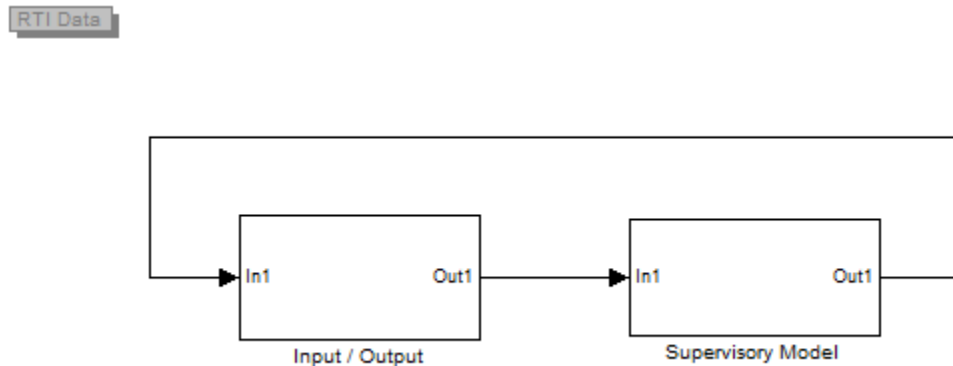 RTI Data
In1
Out1
In1
Out1
Input / Output
Supervisory Model